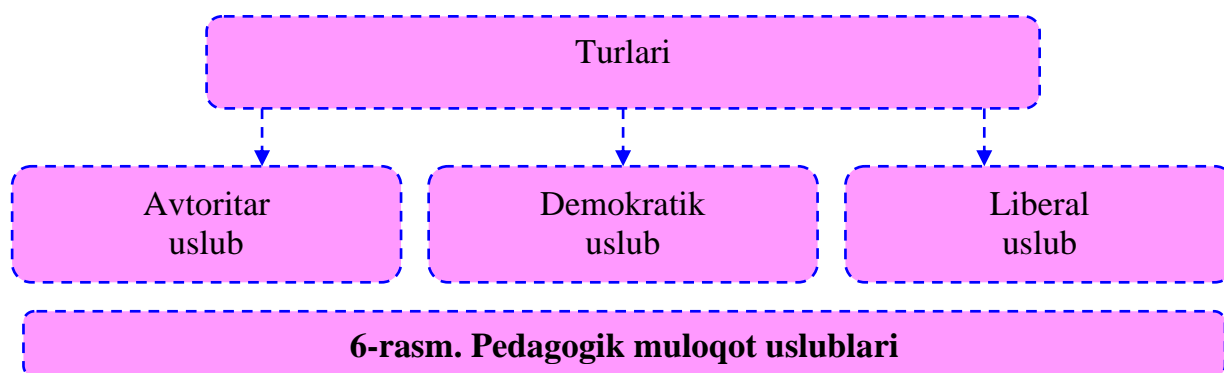 Turlari
Avtoritar
uslub
Demokratik
uslub
Liberal
uslub
6-rasm. Pedagogik muloqot uslublari